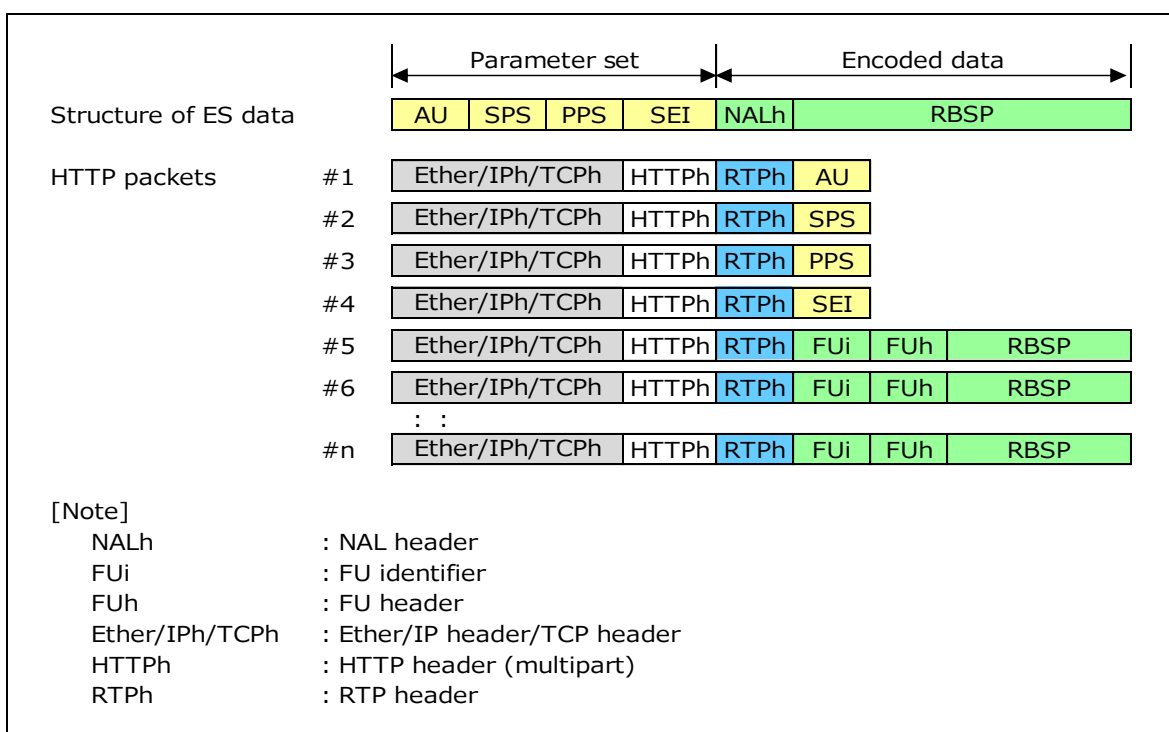 Parameter set Encoded data
Structure of ES data AU SPS PPS SEI NALh RBSP
HTTP packets #1 Ether/IPh/TCPh HTTPh RTPh AU
#2 Ether/IPh/TCPh HTTPh RTPh SPS
#3 Ether/IPh/TCPh HTTPh RTPh PPS
#4 Ether/IPh/TCPh HTTPh RTPh SEI
#5 Ether/IPh/TCPh HTTPh RTPh FUi FUh RBSP
#6 Ether/IPh/TCPh HTTPh RTPh FUi FUh RBSP
: :
#n Ether/IPh/TCPh HTTPh RTPh FUi FUh RBSP
[Note]
NALh : NAL header
FUi : FU identifier
FUh : FU header
Ether/IPh/TCPh : Ether/IP header/TCP header
HTTPh : HTTP header (multipart)
RTPh : RTP header